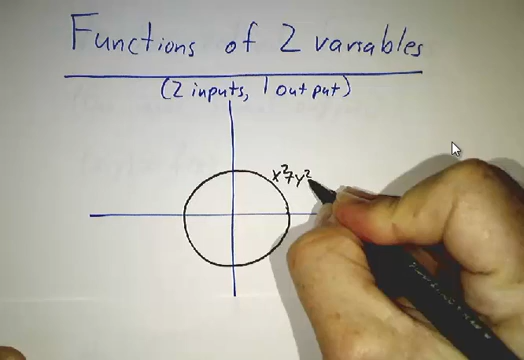 Functions of 2 variables
(2 inputs, 1 output)
x²+y²